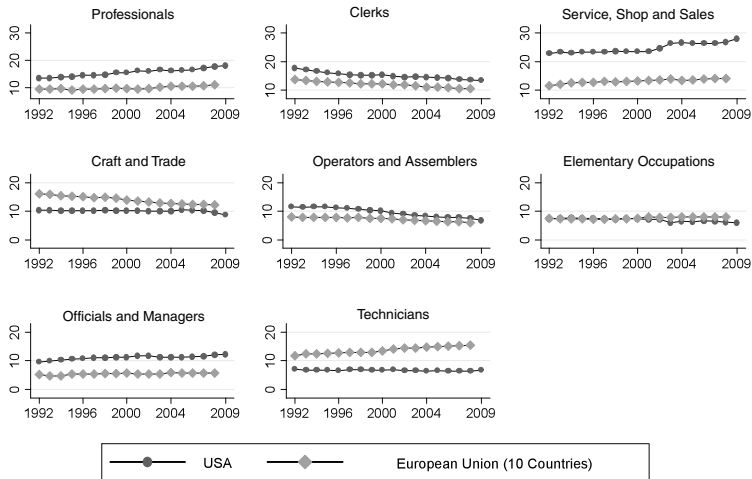 Professionals
30
20
10
1992 1996 2000 2004 2009
Clerks
30
20
10
1992 1996 2000 2004 2009
Service, Shop and Sales
30
20
10
1992 1996 2000 2004 2009
Craft and Trade
20
10
0
1992 1996 2000 2004 2009
Operators and Assemblers
20
10
0
1992 1996 2000 2004 2009
Elementary Occupations
20
10
0
1992 1996 2000 2004 2009
Officials and Managers
20
10
0
1992 1996 2000 2004 2009
Technicians
20
10
0
1992 1996 2000 2004 2009
USA European Union (10 Countries)